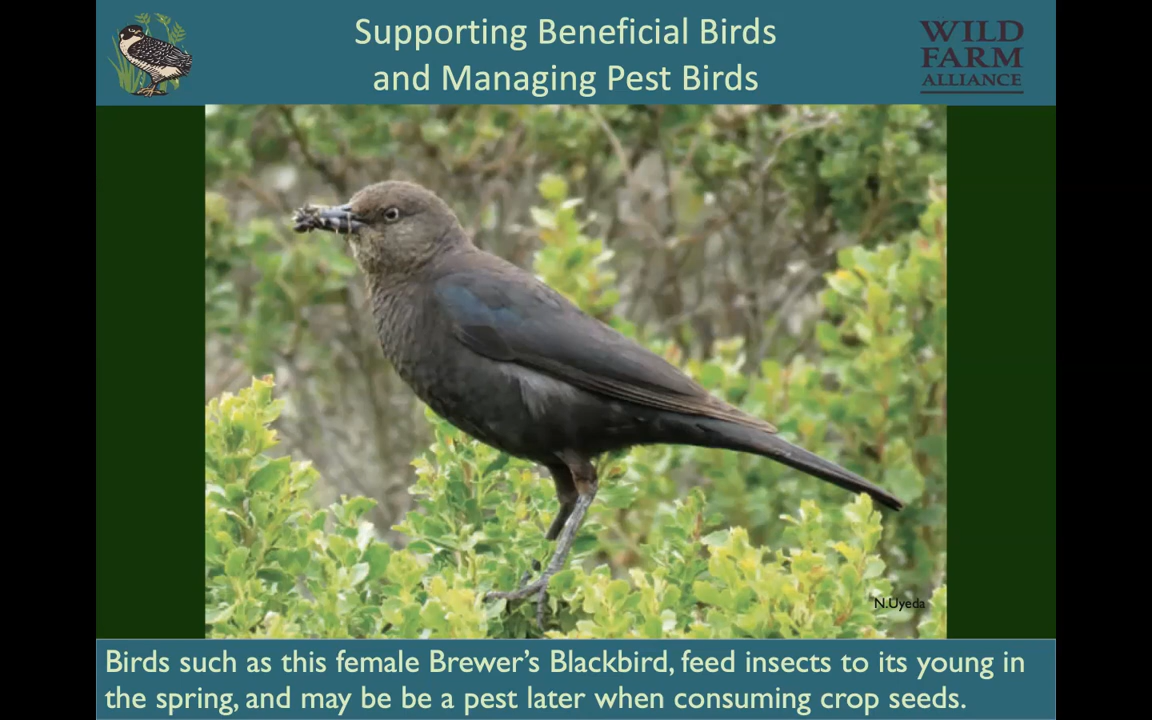 Supporting Beneficial Birds
and Managing Pest Birds
WILD
FARM
ALLIANCE
N.Uyeda
Birds such as this female Brewer's Blackbird, feed insects to its young in
the spring, and may be be a pest later when consuming crop seeds.